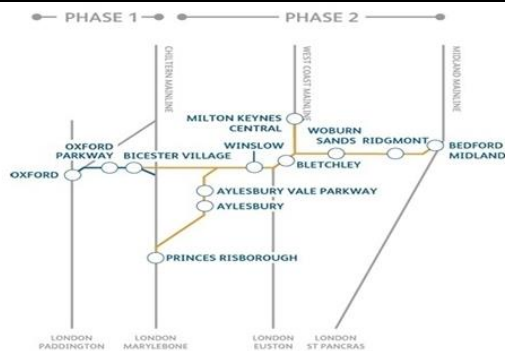 PHASE 1
PHASE 2
CHILTERN MAINLINE
WEST COAST MAINLINE
MIDLAND MAINLINE
MILTON KEYNES
CENTRAL
WOBURN
SANDS
RIDGMONT
BEDFORD
MIDLAND
OXFORD
PARKWAY
BICESTER VILLAGE
WINSLOW
BLETCHLEY
OXFORD
AYLESBURY VALE PARKWAY
AYLESBURY
PRINCES RISBOROUGH
LONDON
PADDINGTON
LONDON
MARYLEBONE
LONDON
EUSTON
LONDON
ST PANCRAS